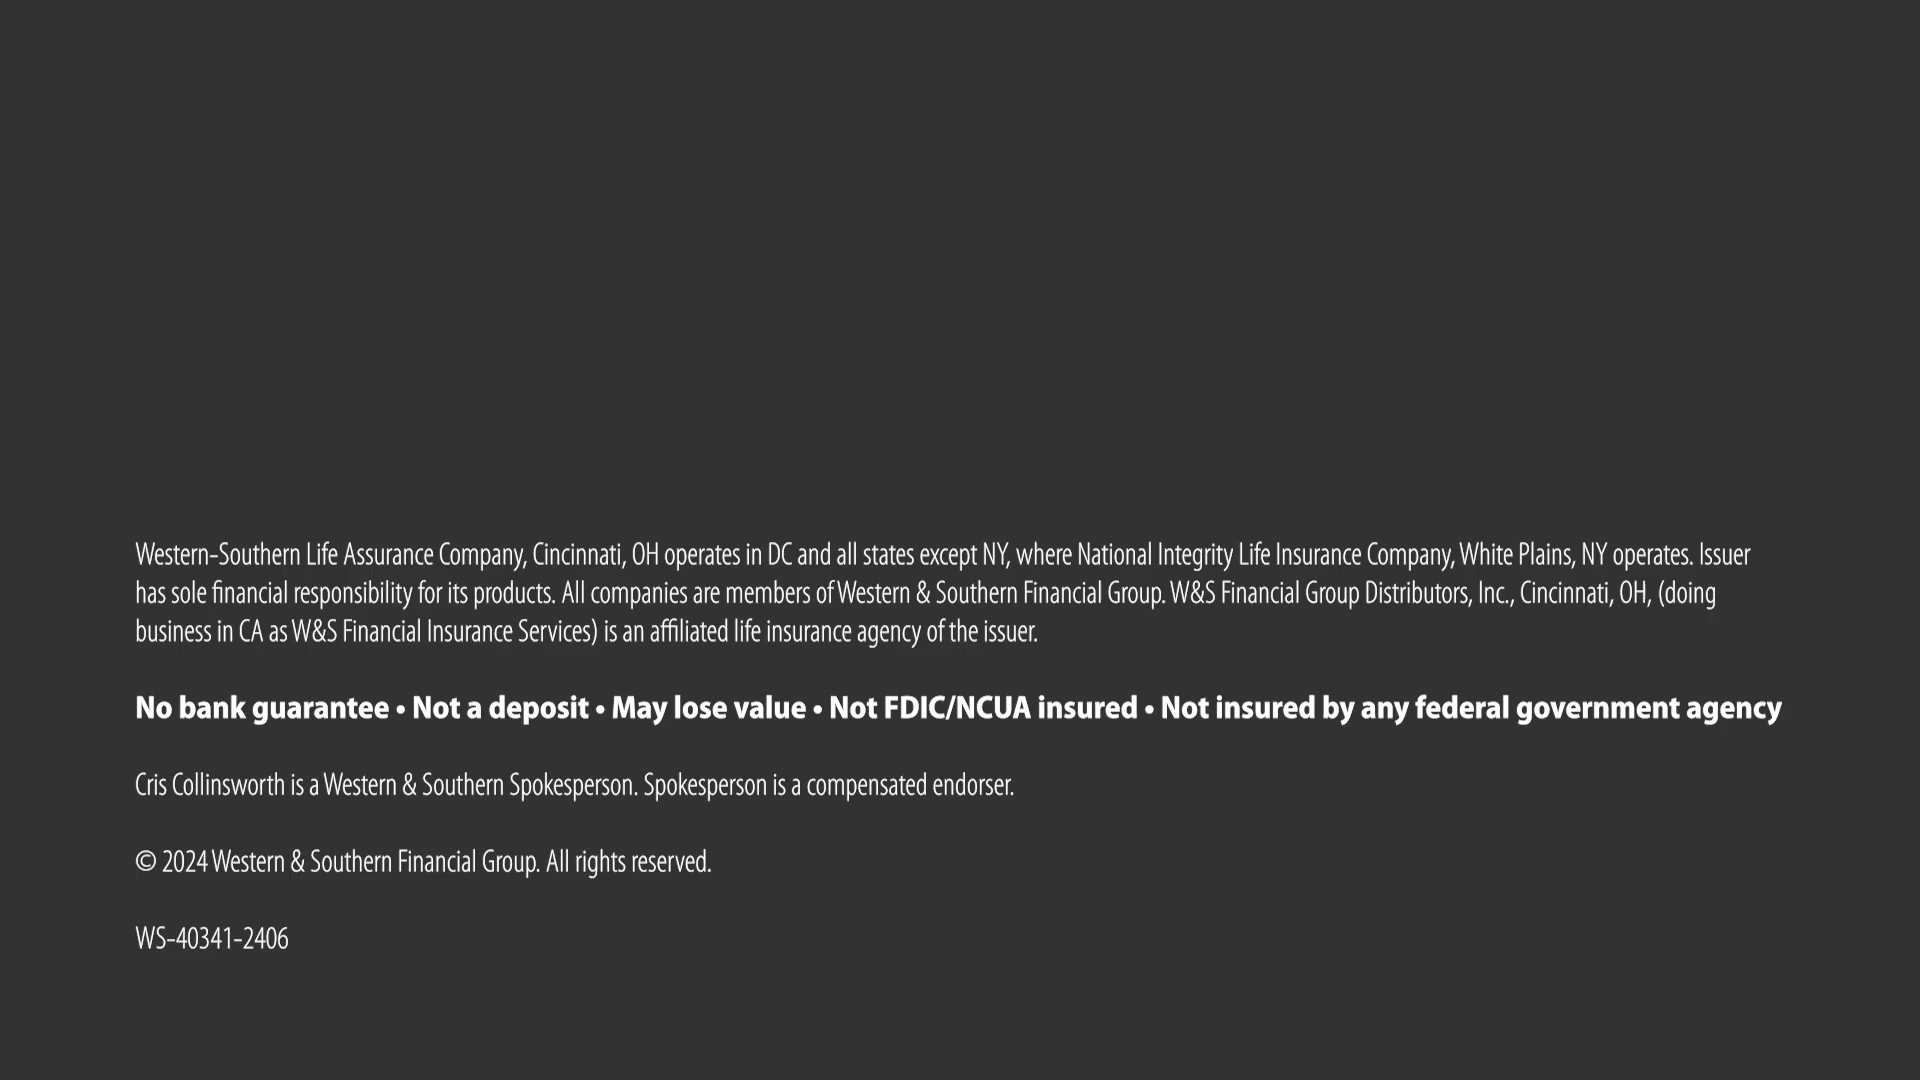 Western-Southern Life Assurance Company, Cincinnati, OH operates in DC and all states except NY, where National Integrity Life Insurance Company, White Plains, NY operates. Issuer
has sole financial responsibility for its products. All companies are members of Western & Southern Financial Group. W&S Financial Group Distributors, Inc., Cincinnati, OH, (doing
business in CA as W&S Financial Insurance Services) is an affiliated life insurance agency of the issuer.
No bank guarantee • Not a deposit • May lose value • Not FDIC/NCUA insured • Not insured by any federal government agency
Cris Collinsworth is a Western & Southern Spokesperson. Spokesperson is a compensated endorser.
© 2024 Western & Southern Financial Group. All rights reserved.
WS-40341-2406